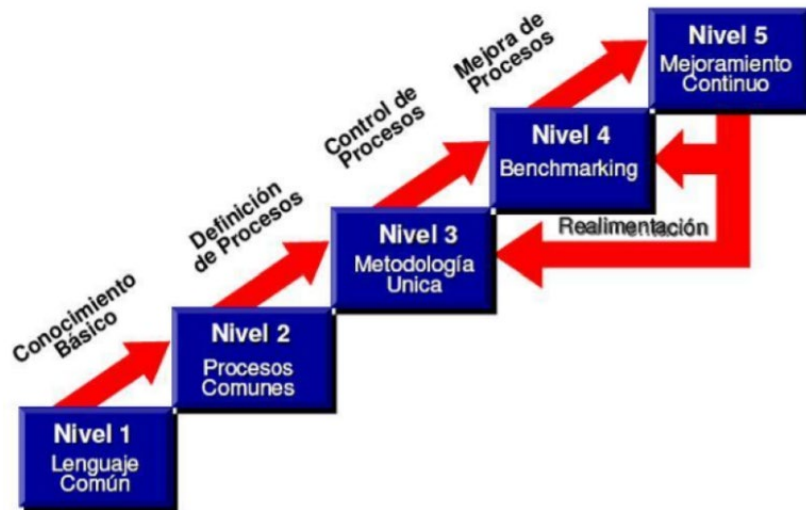 Nivel 5
Mejoramiento
Continuo
Mejora de
Procesos
Nivel 4
Benchmarking
Control de
Procesos
Realimentación
Nivel 3
Metodología
Unica
Definición
de Procesos
Nivel 2
Procesos
Comunes
Conocimiento
Básico
Nivel 1
Lenguaje
Común